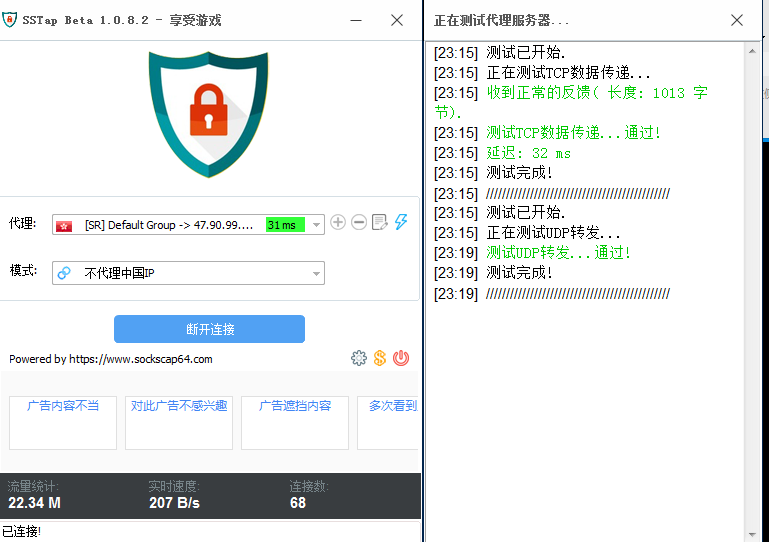 SSTap Beta 1.0.8.2 - 享受游戏
代理:
[SR] Default Group -> 47.90.99....
31 ms
模式:
不代理中国IP
断开连接
Powered by https://www.sockscap64.com
广告内容不当
对此广告不感兴趣
广告遮挡内容
多次看到
流量统计:
实时速度:
连接数:
22.34 M
207 B/s
68
已连接!
正在测试代理服务器...
[23:15] 测试已开始.
[23:15] 正在测试TCP数据传递...
[23:15] 收到正常的反馈( 长度: 1013 字
节).
[23:15] 测试TCP数据传递...通过!
[23:15] 延迟: 32 ms
[23:15] 测试完成!
[23:15] //////////////////////////////////////////////
[23:15] 测试已开始.
[23:15] 正在测试UDP转发...
[23:19] 测试UDP转发...通过!
[23:19] 测试完成!
[23:19] //////////////////////////////////////////////